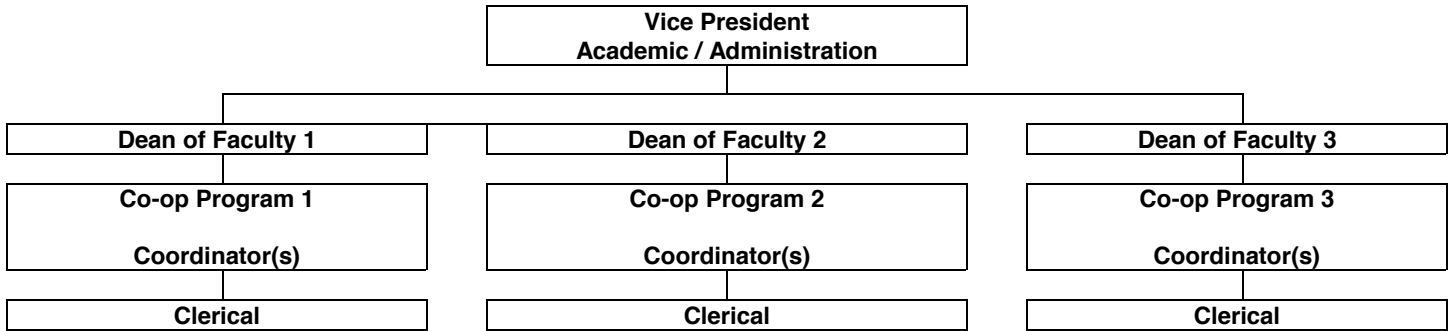 Vice President
Academic / Administration
Dean of Faculty 1
Dean of Faculty 2
Dean of Faculty 3
Co-op Program 1
Coordinator(s)
Co-op Program 2
Coordinator(s)
Co-op Program 3
Coordinator(s)
Clerical
Clerical
Clerical